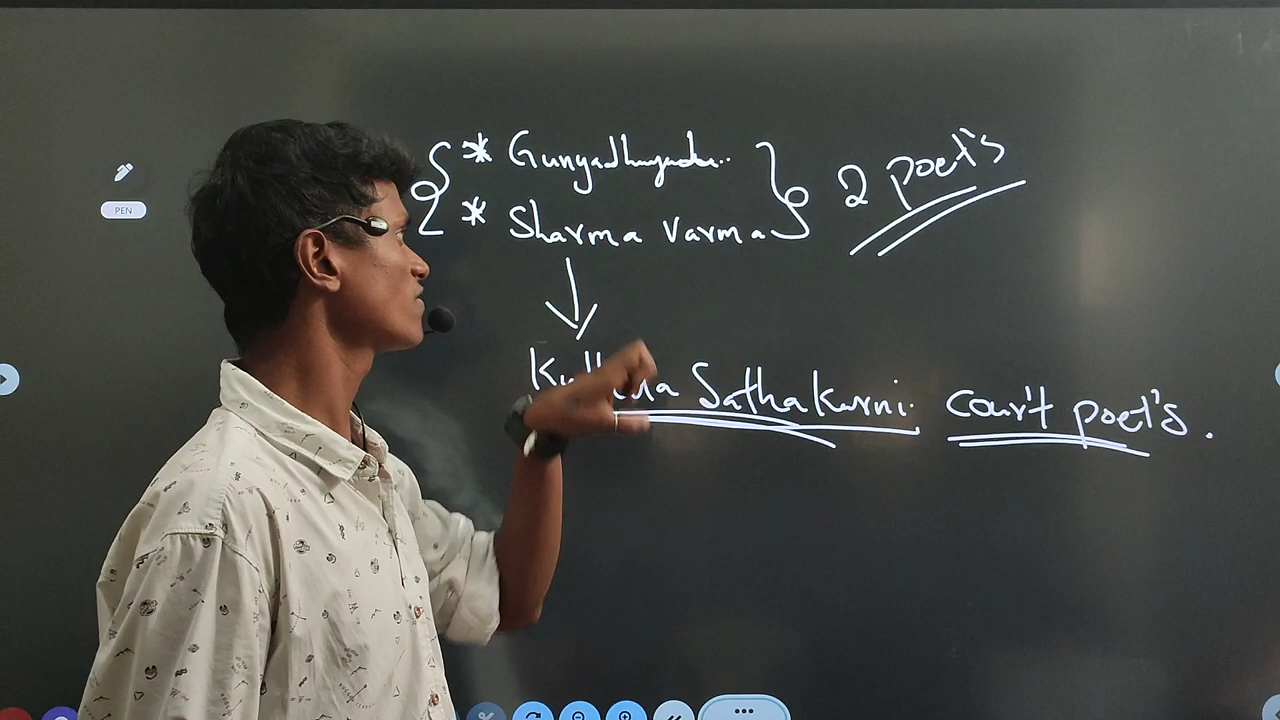 * Gunyadhyudu..
* Sharma Varma
2 poet's
Sathakarni. court poet's.
PEN